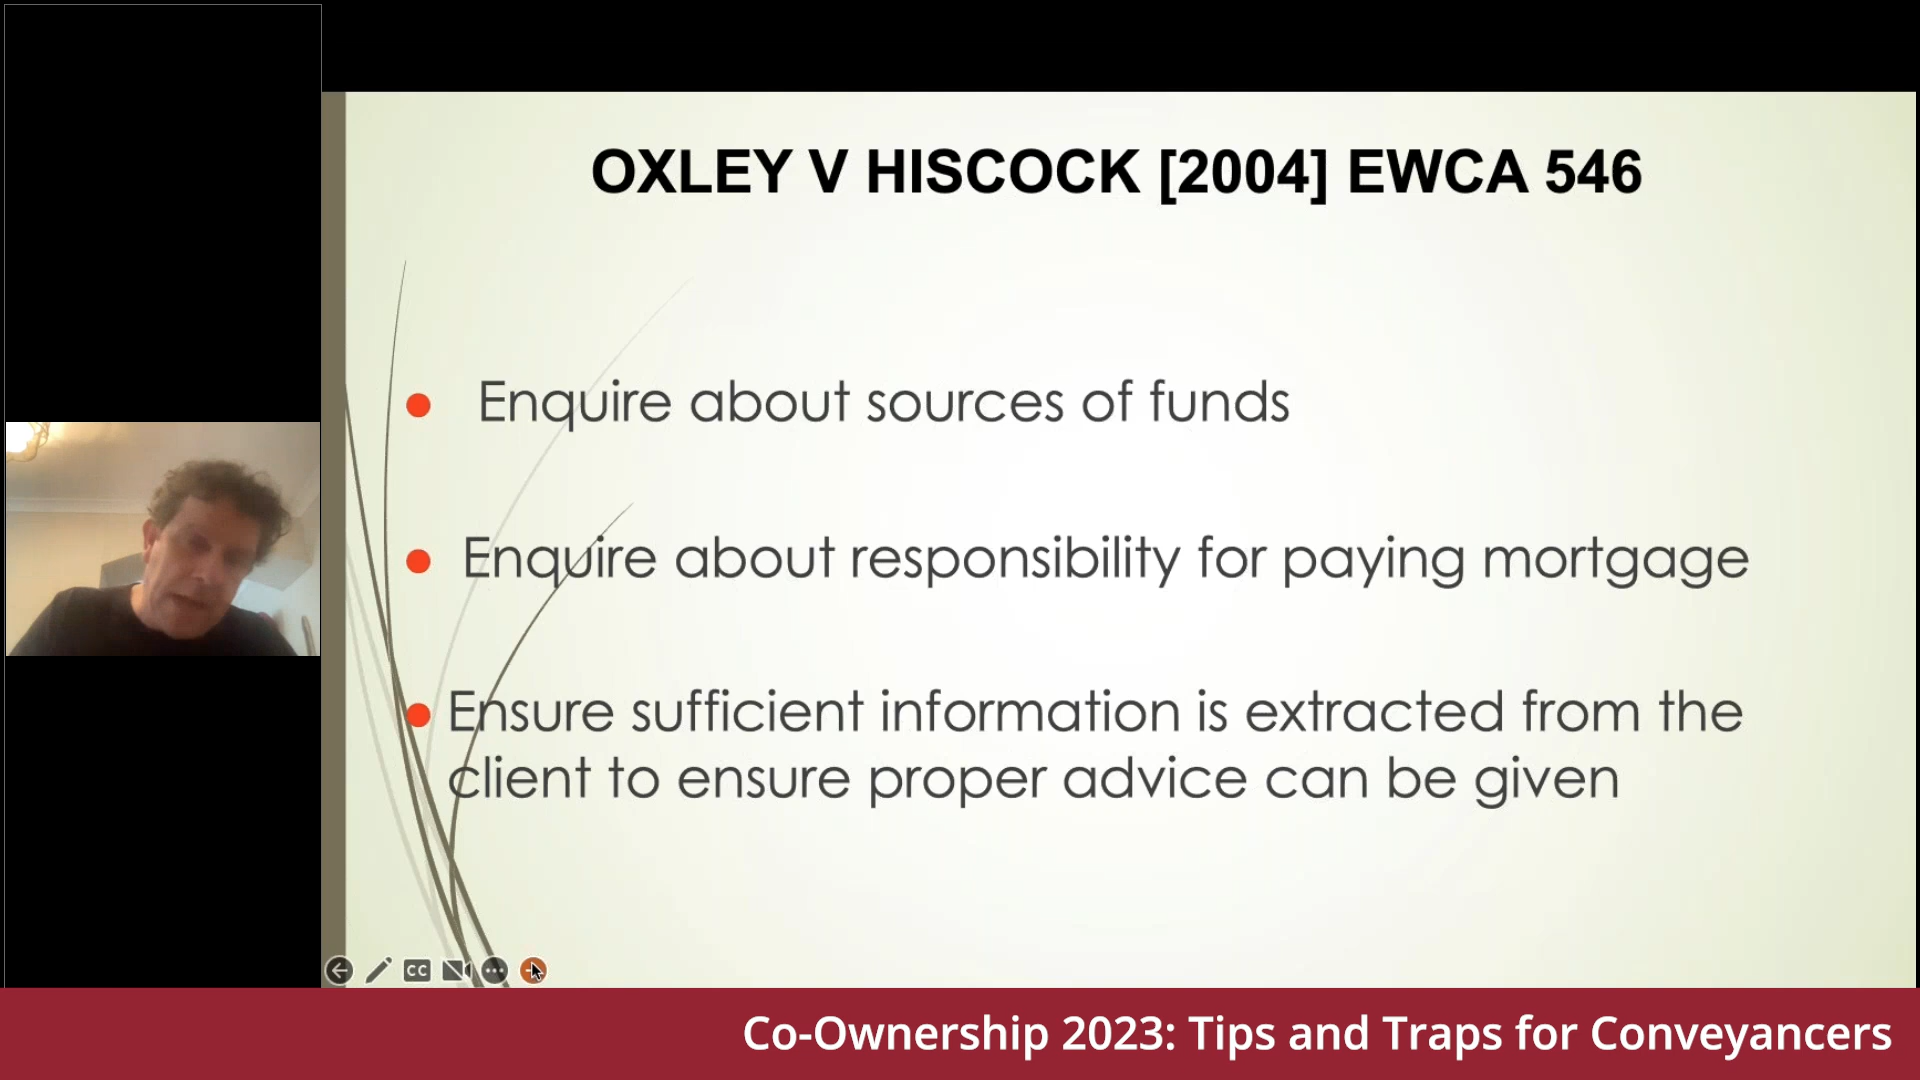 OXLEY V HISCOCK [2004] EWCA 546
Enquire about sources of funds
Enquire about responsibility for paying mortgage
Ensure sufficient information is extracted from the
client to ensure proper advice can be given
CC
Co-Ownership 2023: Tips and Traps for Conveyancers